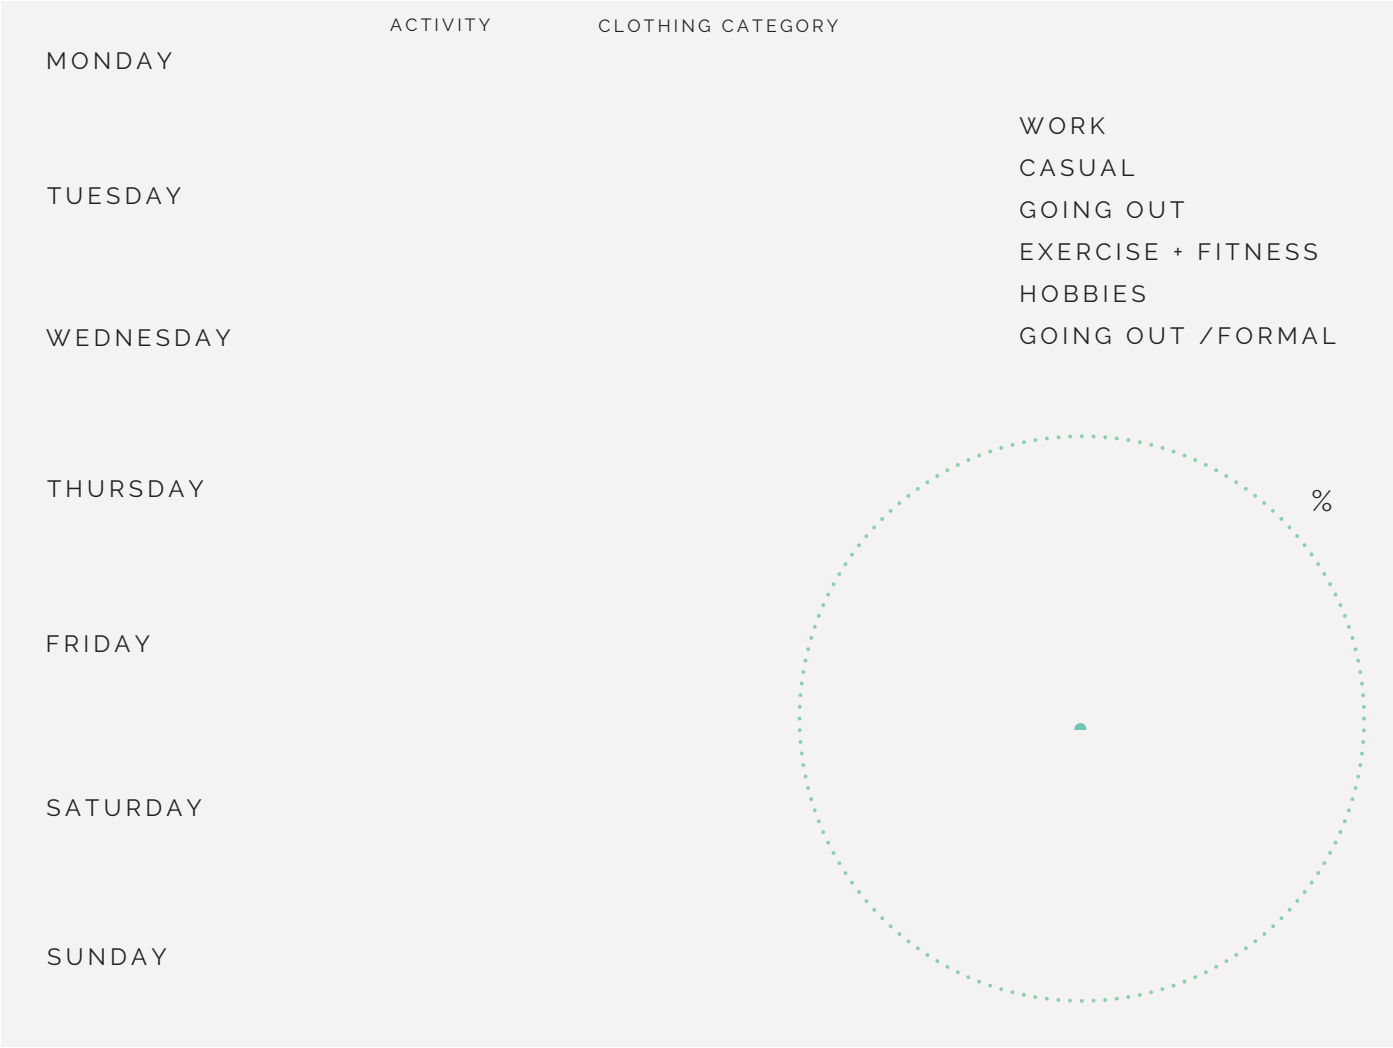 ACTIVITY
CLOTHING CATEGORY
MONDAY
TUESDAY
WEDNESDAY
THURSDAY
FRIDAY
SATURDAY
SUNDAY
WORK
CASUAL
GOING OUT
EXERCISE + FITNESS
HOBBIES
GOING OUT /FORMAL
%